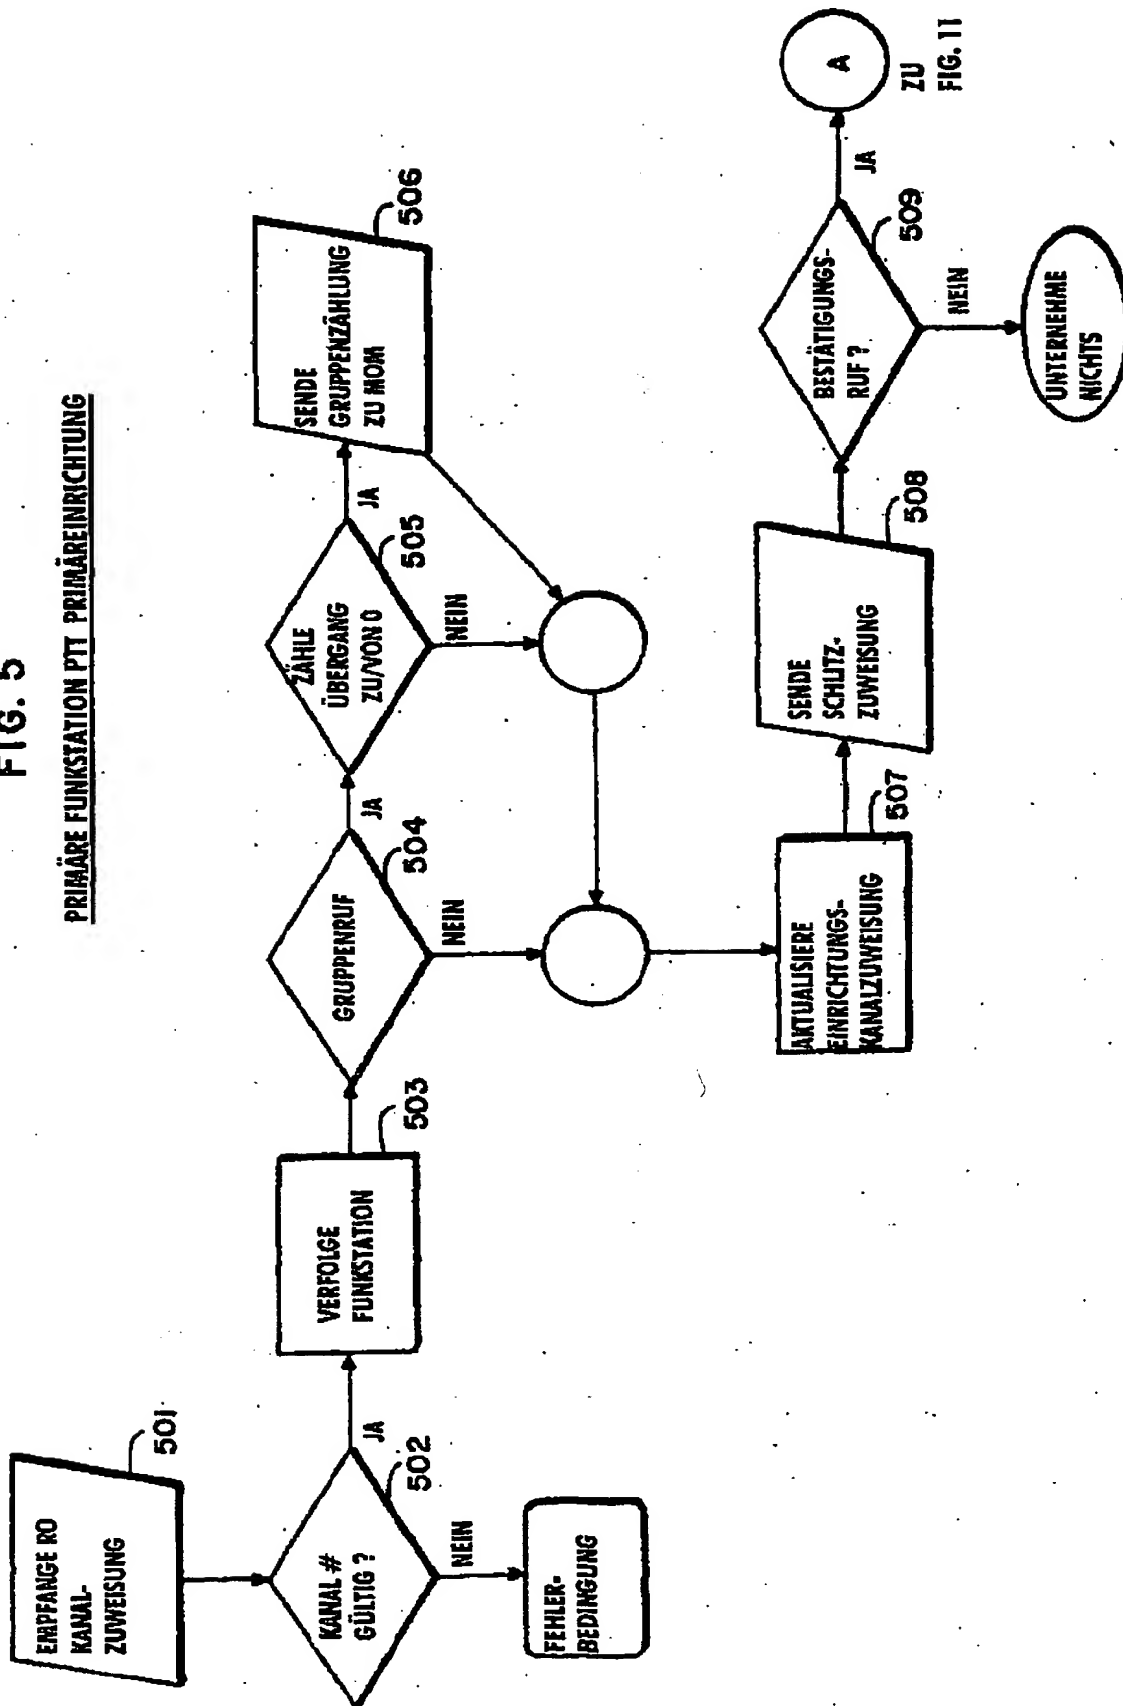 FIG. 5
PRIMÄRE FUNKSTATION PTT PRIMÄREINRICHTUNG
EMPFANGE RO
KANAL-
ZUWEISUNG
501
KANAL #
GÜLTIG ?
502
JA
NEIN
FEHLER-
BEDINGUNG
VERFOLGE
FUNKSTATION
503
GRUPPENRUF
504
JA
NEIN
ZÄHLE
ÜBERGANG
ZU/VON 0
505
JA
NEIN
SENDE
GRUPPENZÄHLUNG
ZU MOM
506
AKTUALISIERE
EINRICHTUNGS-
KANALZUWEISUNG
507
SENDE
SCHLITZ-
ZUWEISUNG
508
BESTÄTIGUNGS-
RUF ?
509
JA
NEIN
UNTERNEHME
NICHTS
A
ZU
FIG. 11